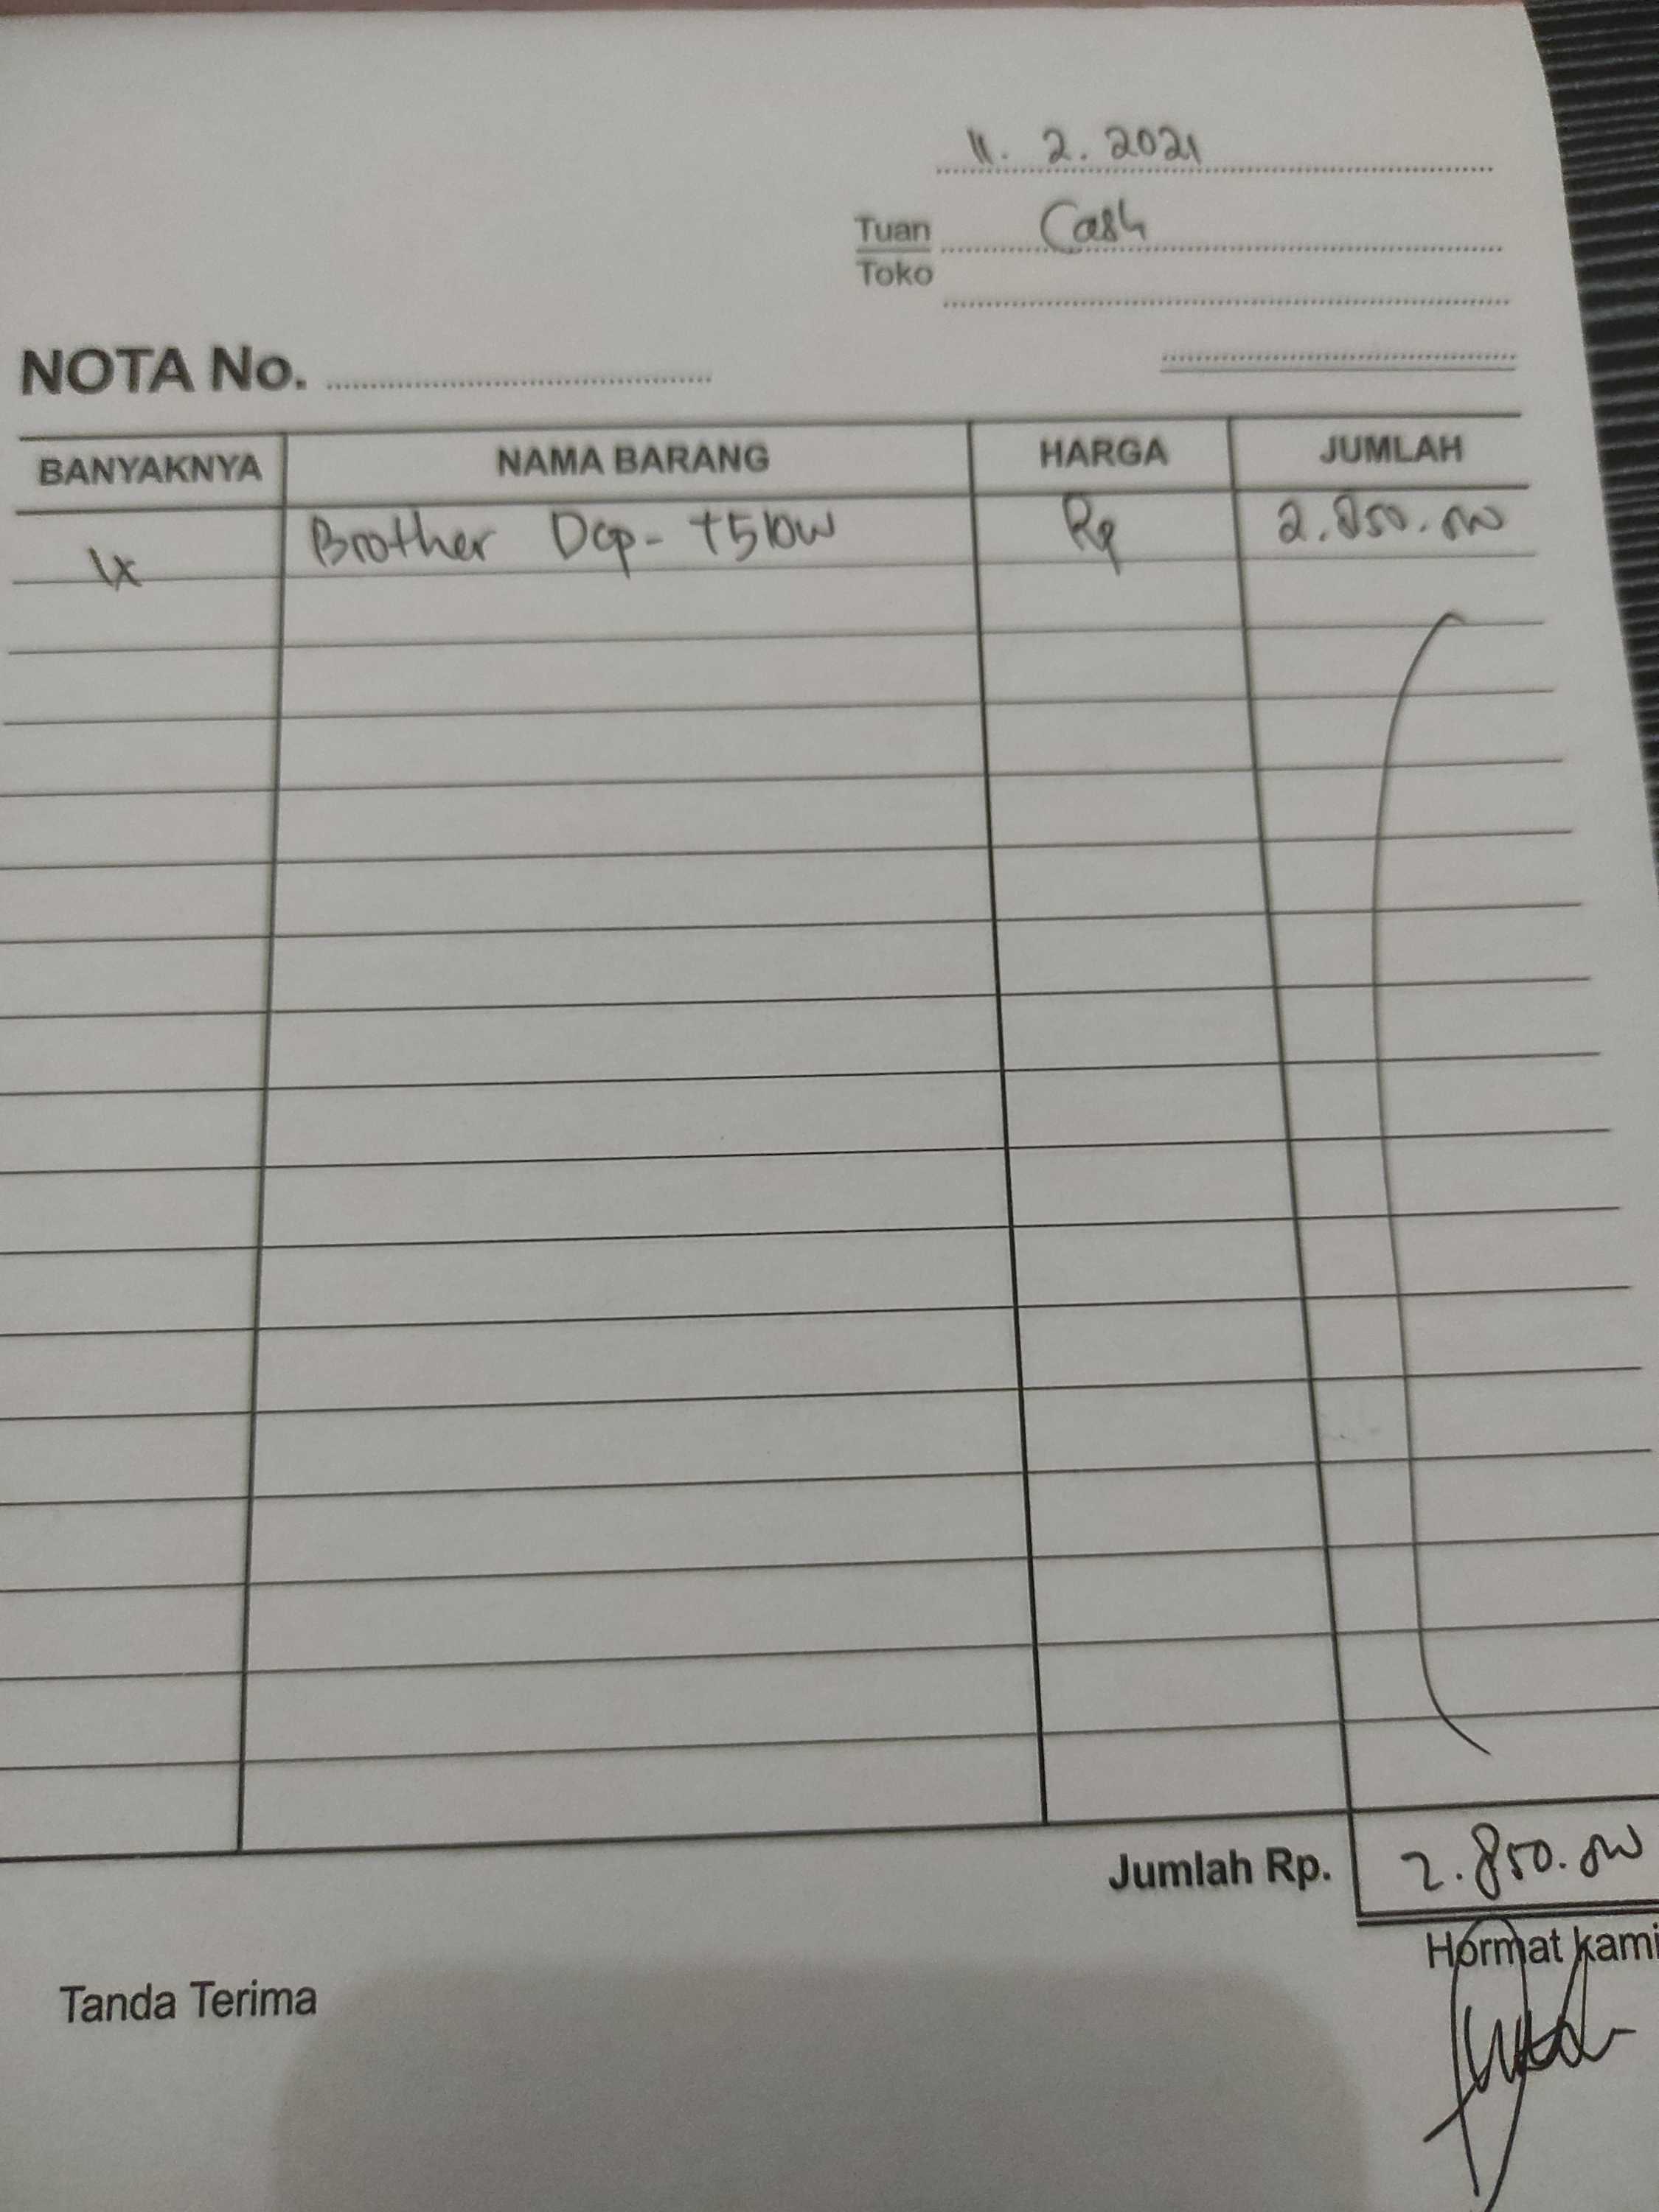 11. 2. 2021
Tuan Cash
Toko
NOTA No.
BANYAKNYA NAMA BARANG HARGA JUMLAH
1x Brother Dcp- T510W Rp 2.850.000
Jumlah Rp. 2.850.000
Tanda Terima Hormat kami